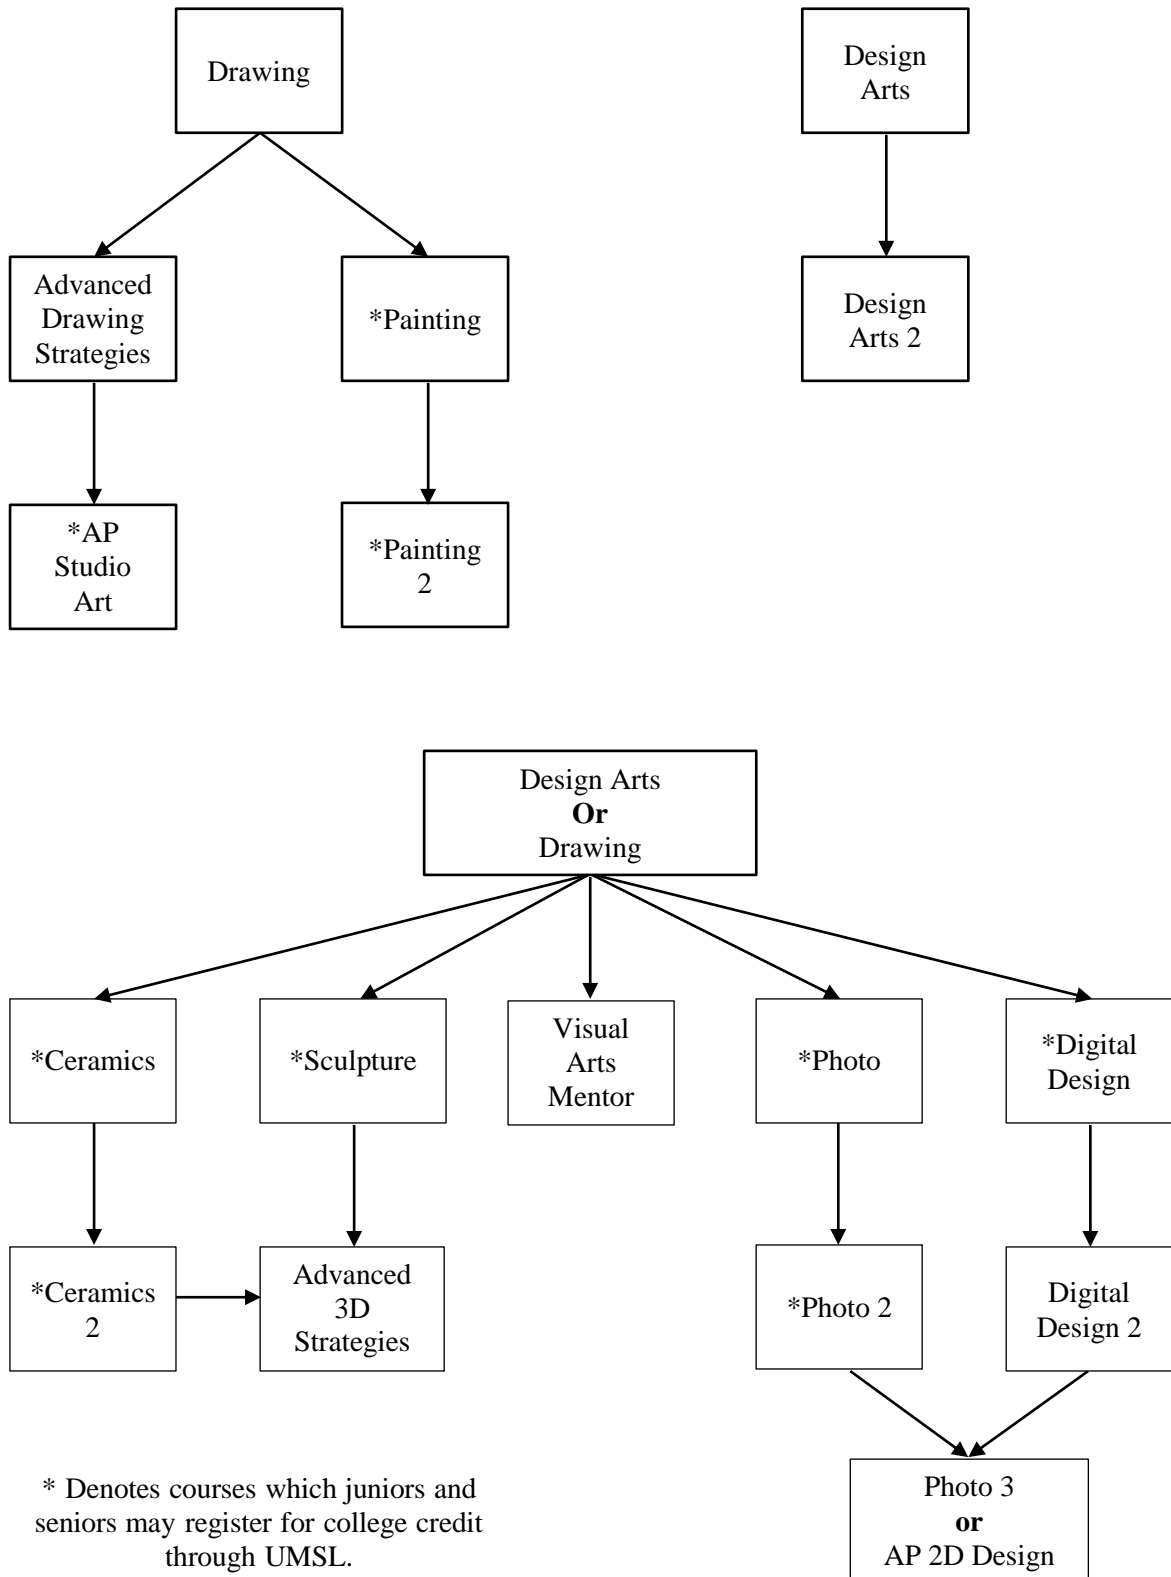 Drawing
Design
Arts
Advanced
Drawing
Strategies
*Painting
Design
Arts 2
*AP
Studio
Art
*Painting
2
Design Arts
Or
Drawing
*Ceramics
*Sculpture
Visual
Arts
Mentor
*Photo
*Digital
Design
*Ceramics
2
Advanced
3D
Strategies
*Photo 2
Digital
Design 2
* Denotes courses which juniors and
seniors may register for college credit
through UMSL.
Photo 3
or
AP 2D Design